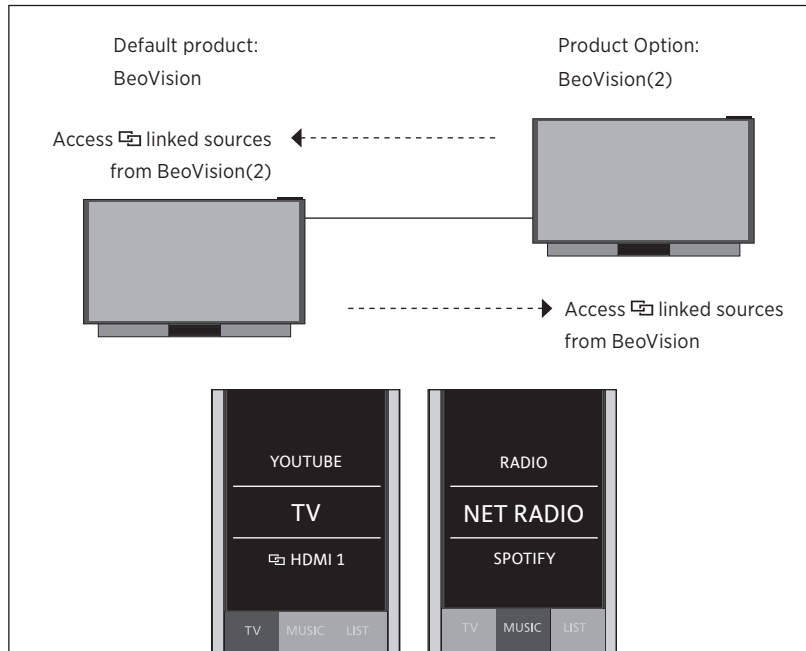 Default product:
BeoVision
Product Option:
BeoVision(2)
Access linked sources
from BeoVision(2)
Access linked sources
from BeoVision
YOUTUBE
TV
HDMI 1
TV MUSIC LIST
RADIO
NET RADIO
SPOTIFY
TV MUSIC LIST